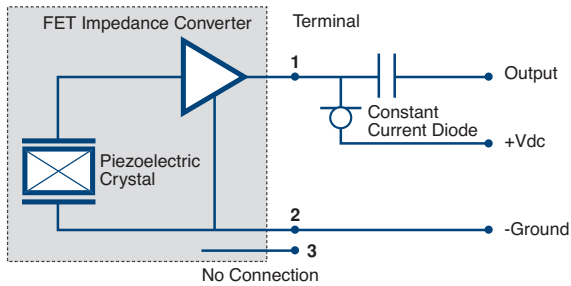 FET Impedance Converter
Terminal
1
Output
Constant
Current Diode
+Vdc
Piezoelectric
Crystal
2
-Ground
3
No Connection